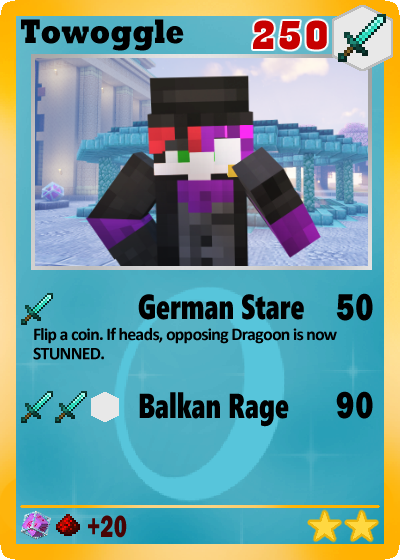 Towoggle 250
German Stare 50
Flip a coin. If heads, opposing Dragoon is now
STUNNED.
Balkan Rage 90
+20